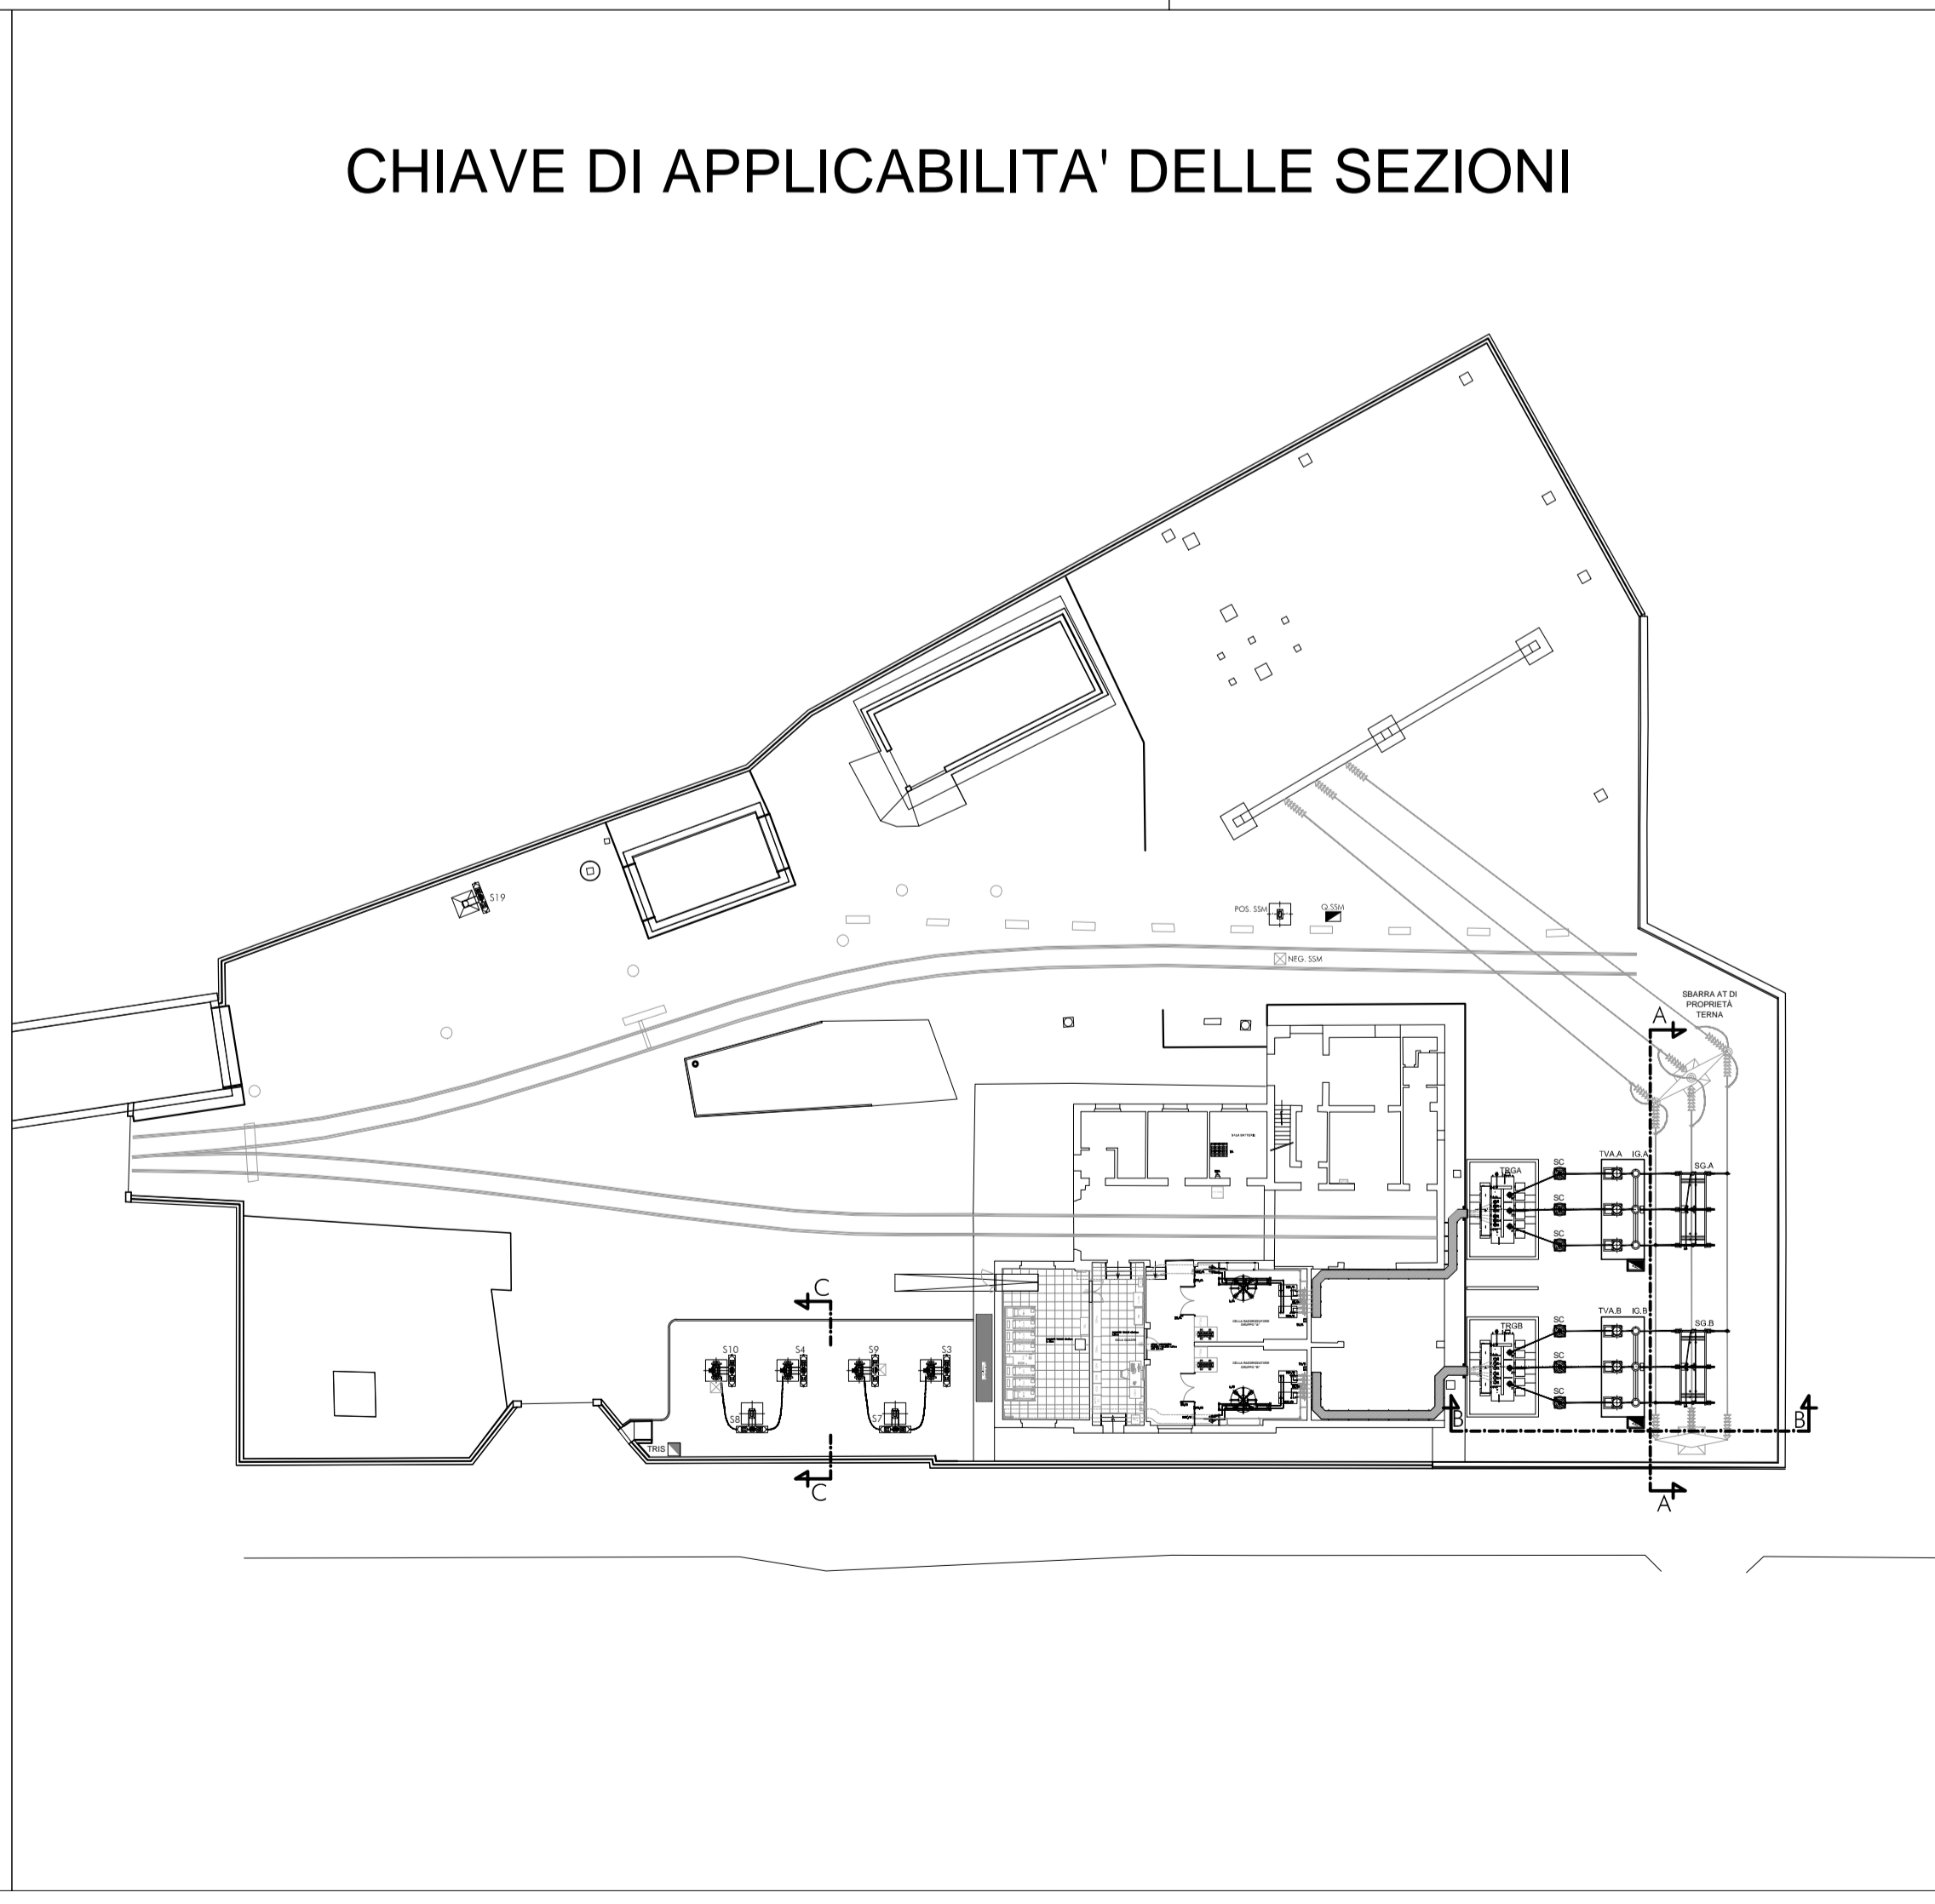 CHIAVE DI APPLICABILITA' DELLE SEZIONI
S19
POS. SSM
Q.SSM
NEG. SSM
SBARRA AT DI
PROPRIETÀ
TERNA
A
TRGA
SC
SC
SC
TVA.A
IG.A
SG.A
C
TRGB
SC
SC
SC
TVA.B
IG.B
SG.B
S10
S4
S9
S3
S8
S7
B
B
TRIS
C
A